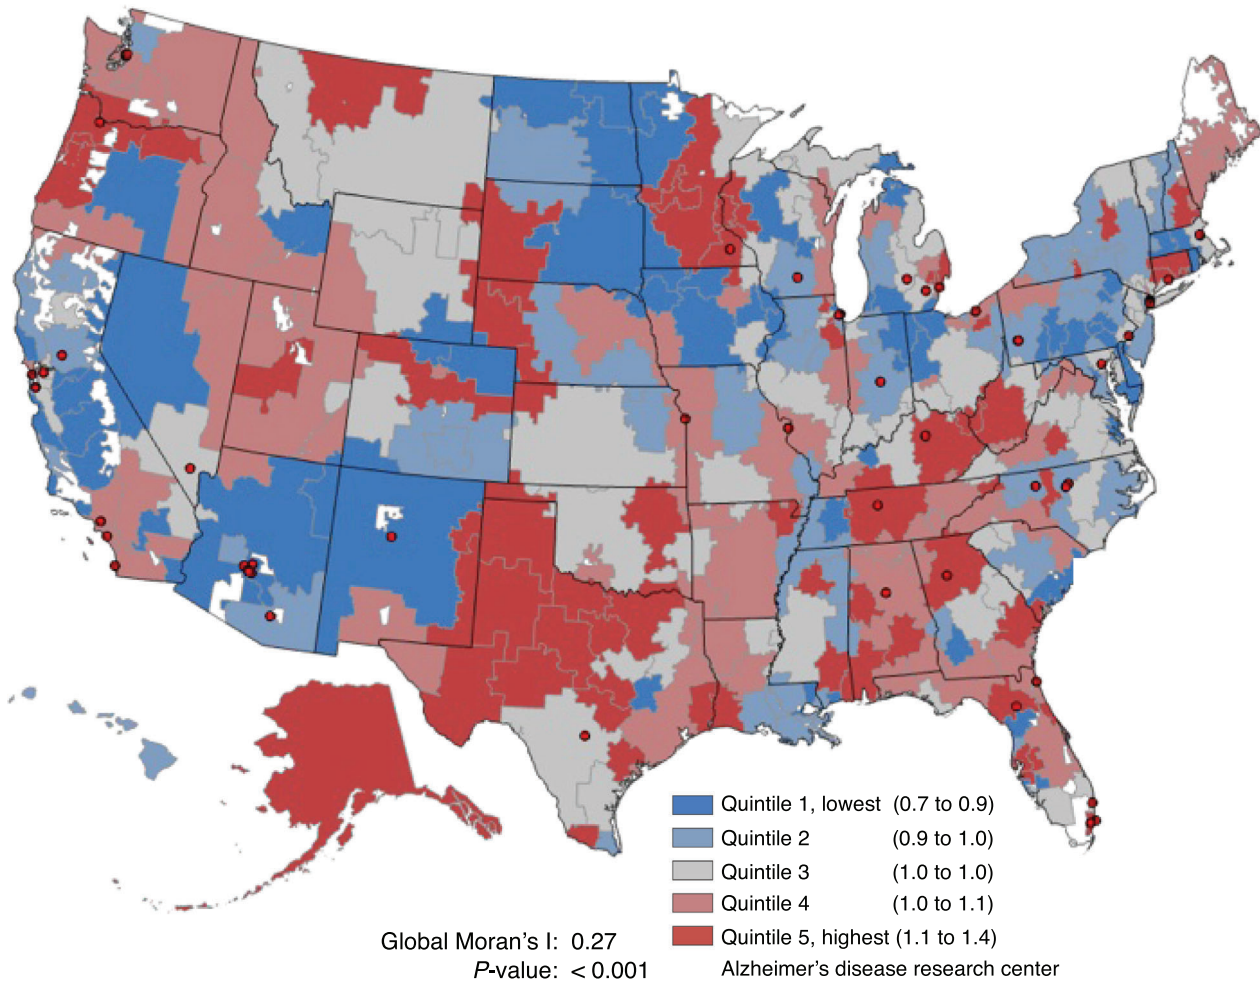 Quintile 1, lowest (0.7 to 0.9)
Quintile 2 (0.9 to 1.0)
Quintile 3 (1.0 to 1.0)
Quintile 4 (1.0 to 1.1)
Quintile 5, highest (1.1 to 1.4)
Alzheimer's disease research center
Global Moran's I: 0.27
P-value: < 0.001